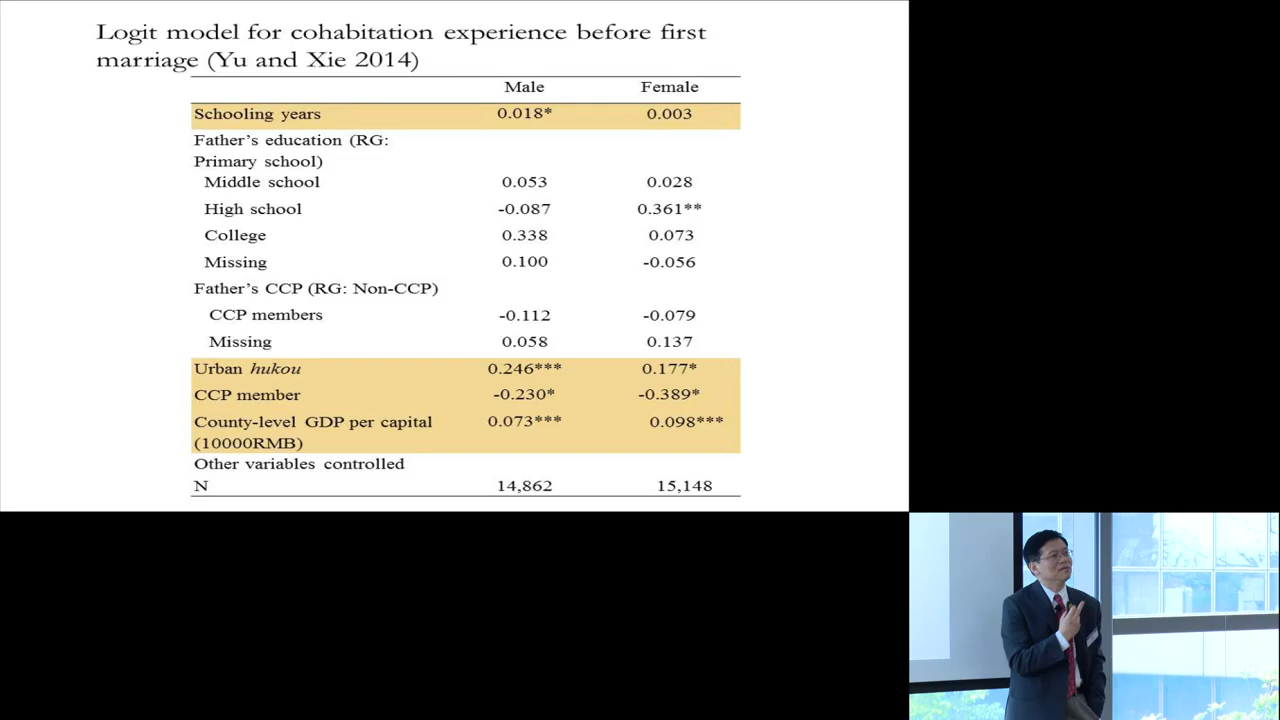 Logit model for cohabitation experience before first
marriage (Yu and Xie 2014)
Male Female
Schooling years 0.018* 0.003
Father's education (RG:
Primary school)
Middle school 0.053 0.028
High school -0.087 0.361**
College 0.338 0.073
Missing 0.100 -0.056
Father's CCP (RG: Non-CCP)
CCP members -0.112 -0.079
Missing 0.058 0.137
Urban hukou 0.246*** 0.177*
CCP member -0.230* -0.389*
County-level GDP per capital 0.073*** 0.098***
(10000RMB)
Other variables controlled
N 14,862 15,148